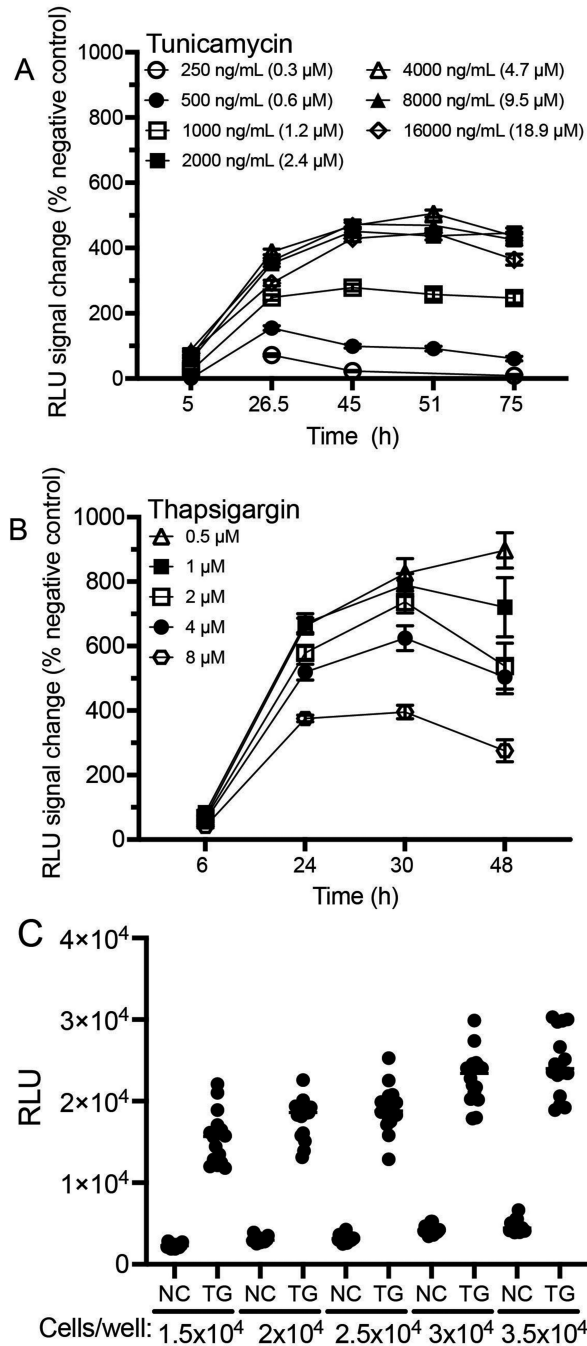 A
Tunicamycin
250 ng/mL (0.3 µM)
500 ng/mL (0.6 µM)
1000 ng/mL (1.2 µM)
2000 ng/mL (2.4 µM)
4000 ng/mL (4.7 µM)
8000 ng/mL (9.5 µM)
16000 ng/mL (18.9 µM)
RLU signal change (% negative control)
1000
800
600
400
200
0
5 26.5 45 51 75
Time (h)
B
Thapsigargin
0.5 µM
1 µM
2 µM
4 µM
8 µM
RLU signal change (% negative control)
1000
800
600
400
200
0
6 24 30 48
Time (h)
C
RLU
4×10⁴
3×10⁴
2×10⁴
1×10⁴
0
NC TG NC TG NC TG NC TG NC TG
Cells/well: 1.5x10⁴ 2x10⁴ 2.5x10⁴ 3x10⁴ 3.5x10⁴